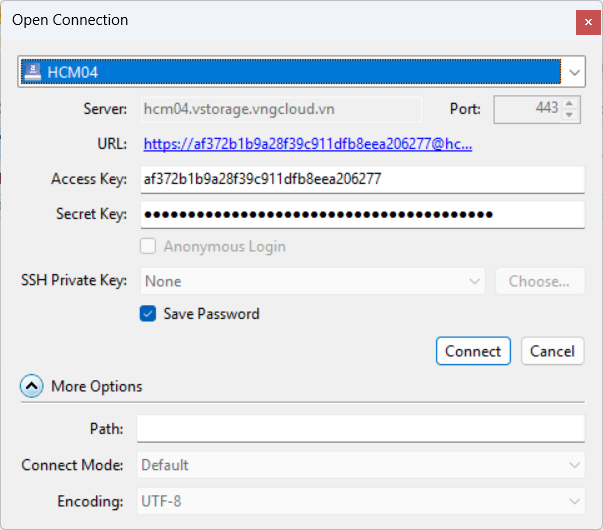 Open Connection
HCM04
Server: hcm04.vstorage.vngcloud.vn Port: 443
URL: https://af372b1b9a28f39c911dfb8eea206277@hc...
Access Key: af372b1b9a28f39c911dfb8eea206277
Secret Key: ●●●●●●●●●●●●●●●●●●●●●●●●●●●●●●●●●●●●●●●●
Anonymous Login
SSH Private Key: None Choose...
Save Password
Connect Cancel
More Options
Path:
Connect Mode: Default
Encoding: UTF-8